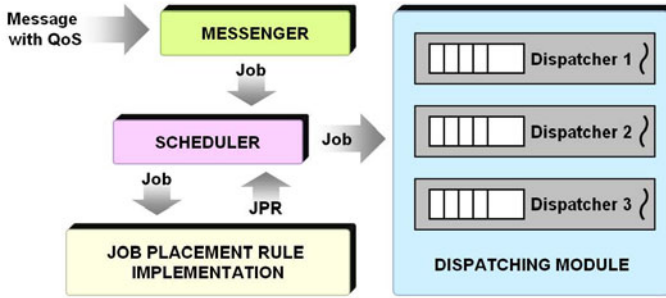 Message
with QoS
MESSENGER
Job
SCHEDULER
Job
Job
JPR
JOB PLACEMENT RULE
IMPLEMENTATION
Dispatcher 1
Dispatcher 2
Dispatcher 3
DISPATCHING MODULE